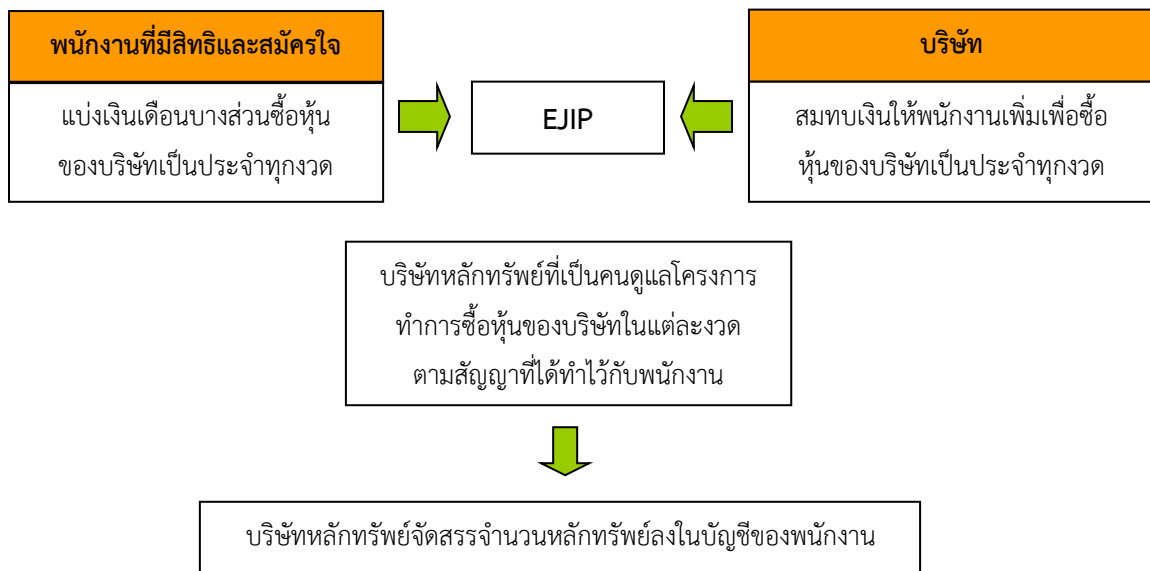 พนักงานที่มีสิทธิและสมัครใจ
แบ่งเงินเดือนบางส่วนซื้อหุ้น
ของบริษัทเป็นประจำทุกงวด
EJIP
บริษัท
สมทบเงินให้พนักงานเพิ่มเพื่อซื้อ
หุ้นของบริษัทเป็นประจำทุกงวด
บริษัทหลักทรัพย์ที่เป็นคนดูแลโครงการ
ทำการซื้อหุ้นของบริษัทในแต่ละงวด
ตามสัญญาที่ได้ทำไว้กับพนักงาน
บริษัทหลักทรัพย์จัดสรรจำนวนหลักทรัพย์ลงในบัญชีของพนักงาน